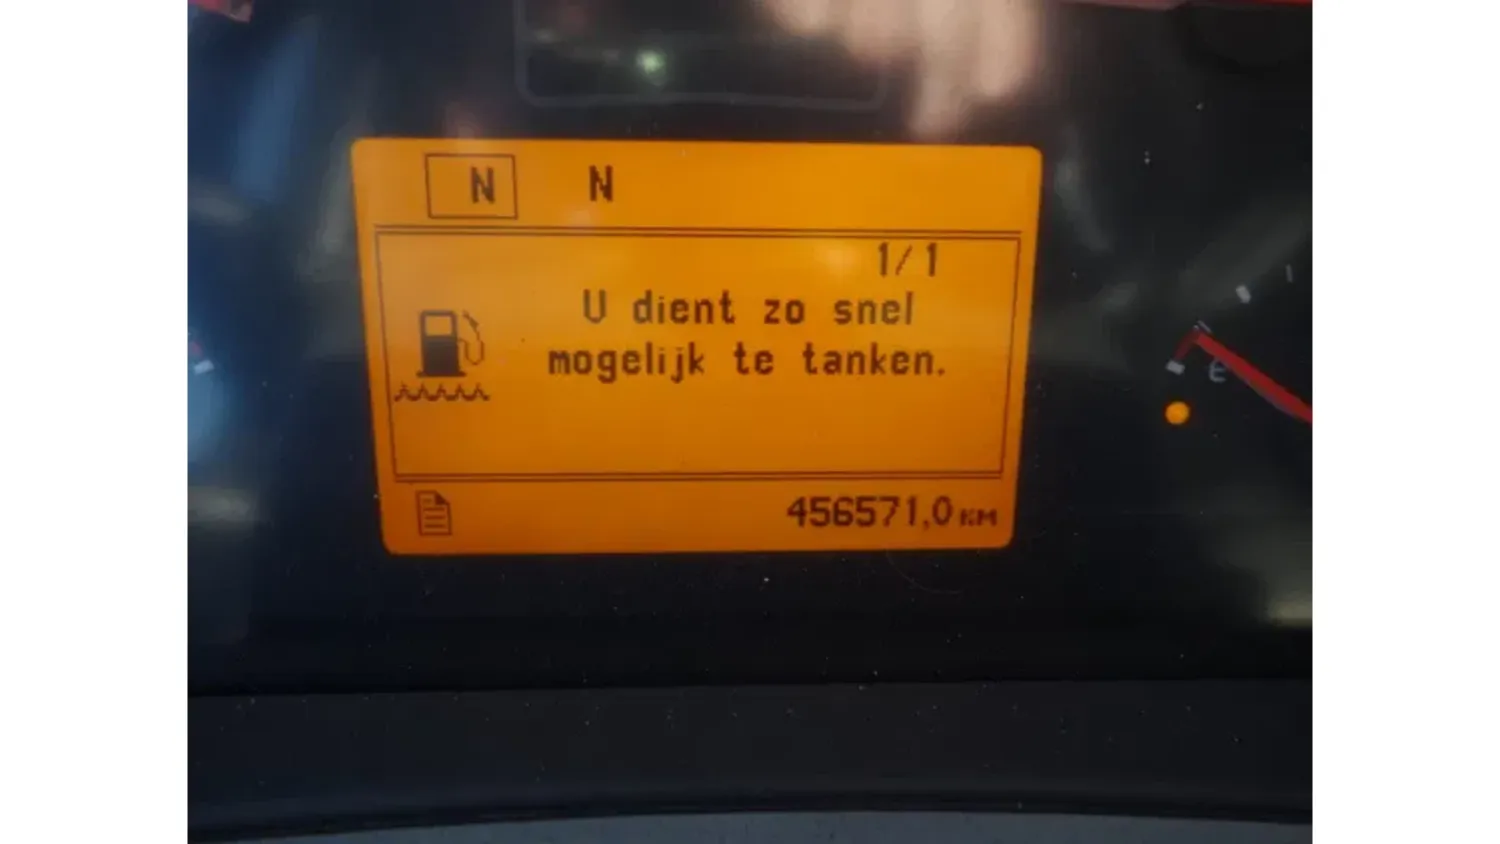 N N
1/1
U dient zo snel
mogelijk te tanken.
456571,0 KM
E